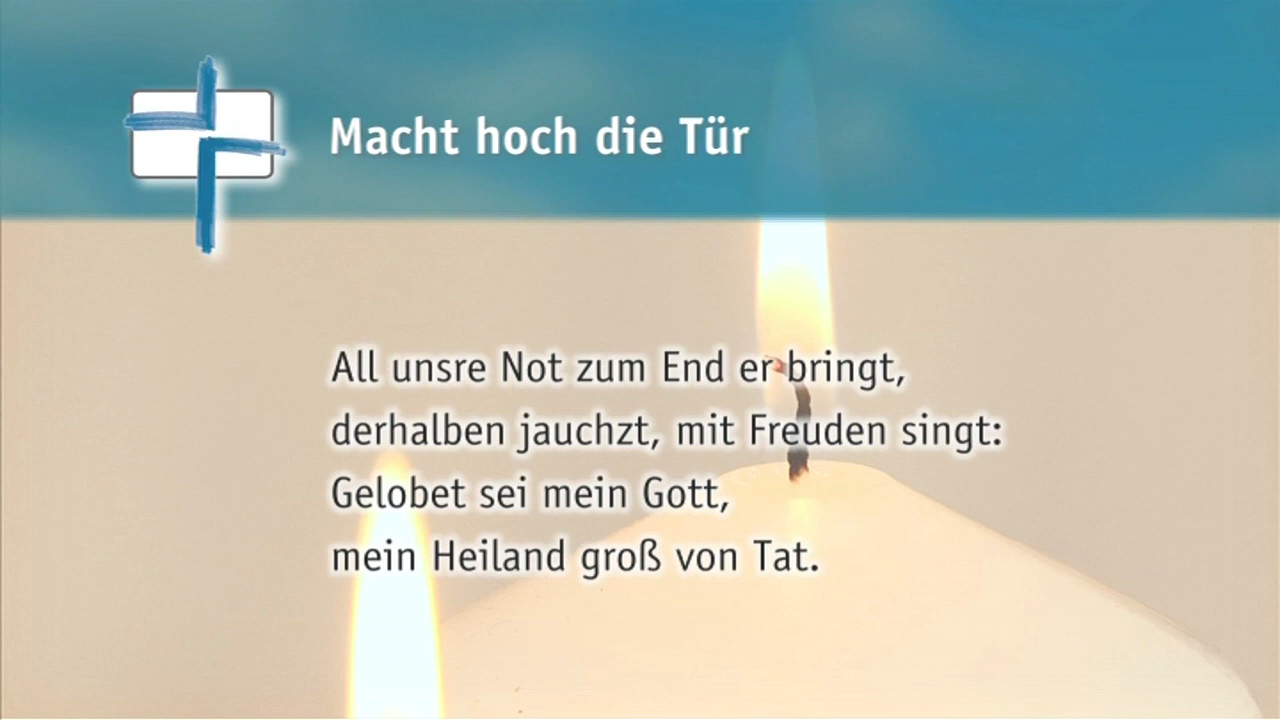 Macht hoch die Tür
All unsre Not zum End er bringt,
derhalben jauchzt, mit Freuden singt:
Gelobet sei mein Gott,
mein Heiland groß von Tat.